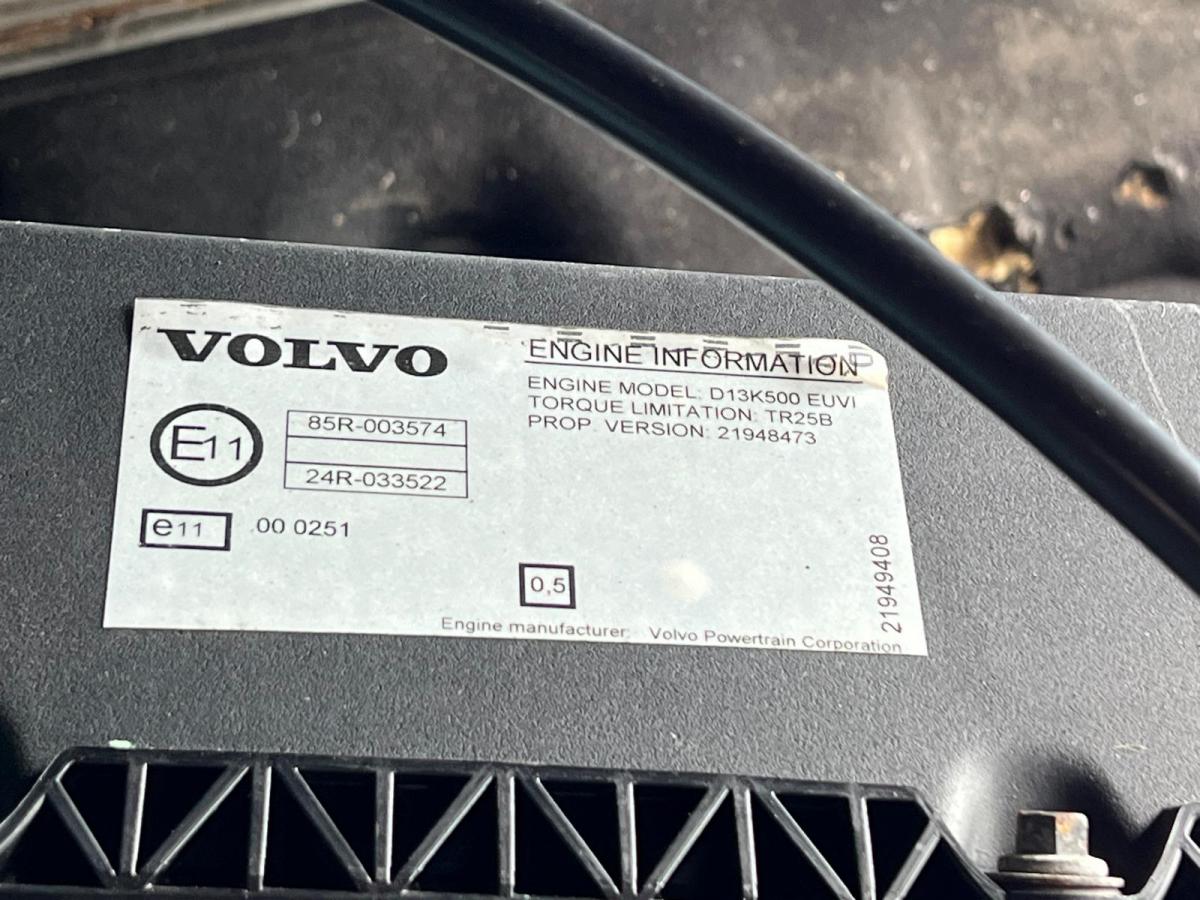 VOLVO
ENGINE INFORMATION
ENGINE MODEL: D13K500 EUVI
TORQUE LIMITATION: TR25B
PROP. VERSION: 21948473
E11
85R-003574
24R-033522
e11 00 0251
0,5
21949408
Engine manufacturer: Volvo Powertrain Corporation